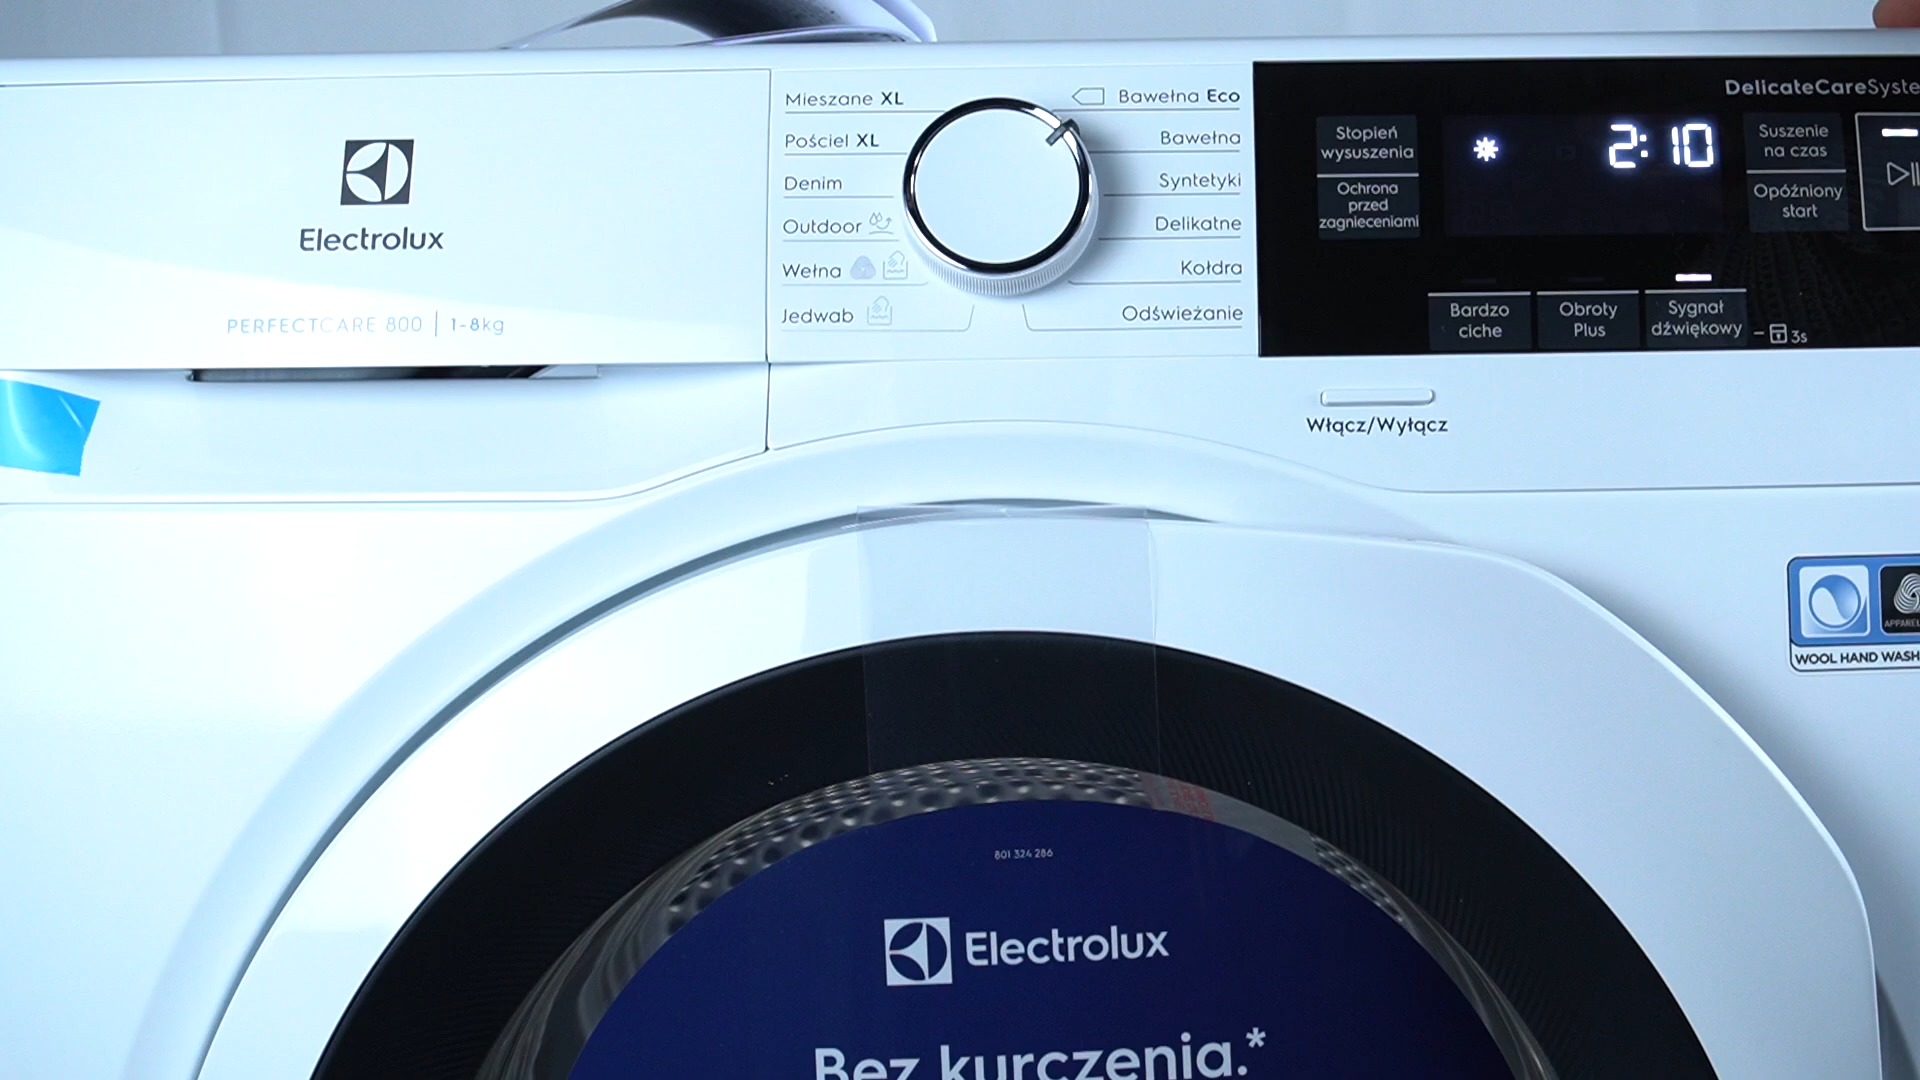 Electrolux
PERFECTCARE 800 | 1-8kg
Mieszane XL
Pościel XL
Denim
Outdoor
Wełna
Jedwab
Bawełna Eco
Bawełna
Syntetyki
Delikatne
Kołdra
Odświeżanie
DelicateCareSyste
Stopień
wysuszenia
Ochrona
przed
zagnieceniami
2:10
Suszenie
na czas
Opóźniony
start
Bardzo
ciche
Obroty
Plus
Sygnał
dźwiękowy
3s
Włącz/Wyłącz
APPAREL
WOOL HAND WASH
801 324 286
Electrolux
Bez kurczenia.*